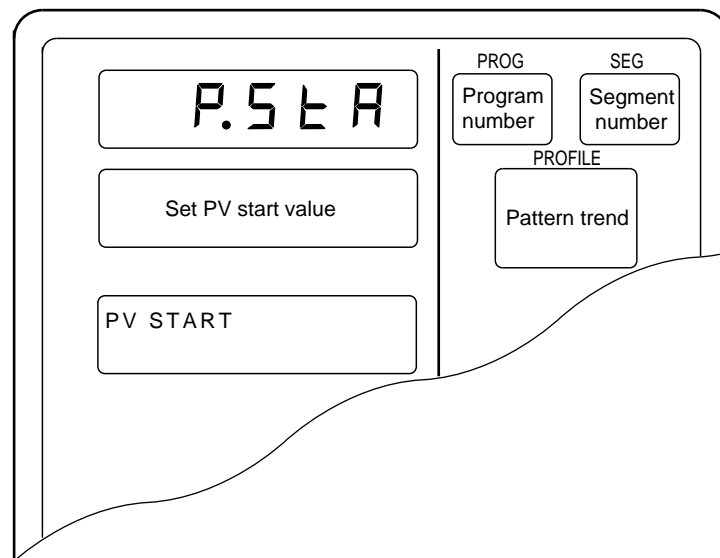 P.StA
Set PV start value
PV START
PROG
SEG
Program
number
Segment
number
PROFILE
Pattern trend